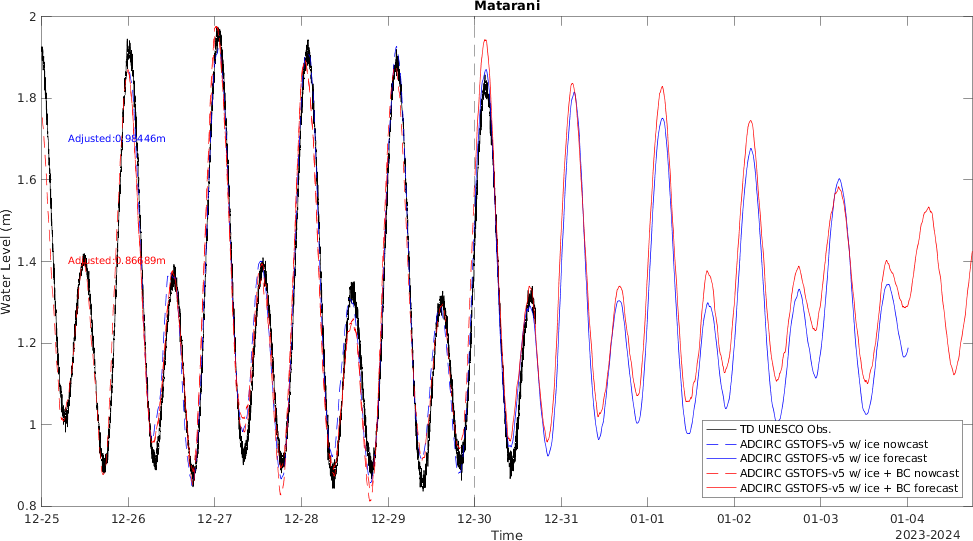 Matarani
2
1.8
1.6
1.4
1.2
1
0.8
Water Level (m)
Adjusted:0.98446m
Adjusted:0.86689m
TD UNESCO Obs.
ADCIRC GSTOFS-v5 w/ ice nowcast
ADCIRC GSTOFS-v5 w/ ice forecast
ADCIRC GSTOFS-v5 w/ ice + BC nowcast
ADCIRC GSTOFS-v5 w/ ice + BC forecast
12-25 12-26 12-27 12-28 12-29 12-30 12-31 01-01 01-02 01-03 01-04
Time
2023-2024